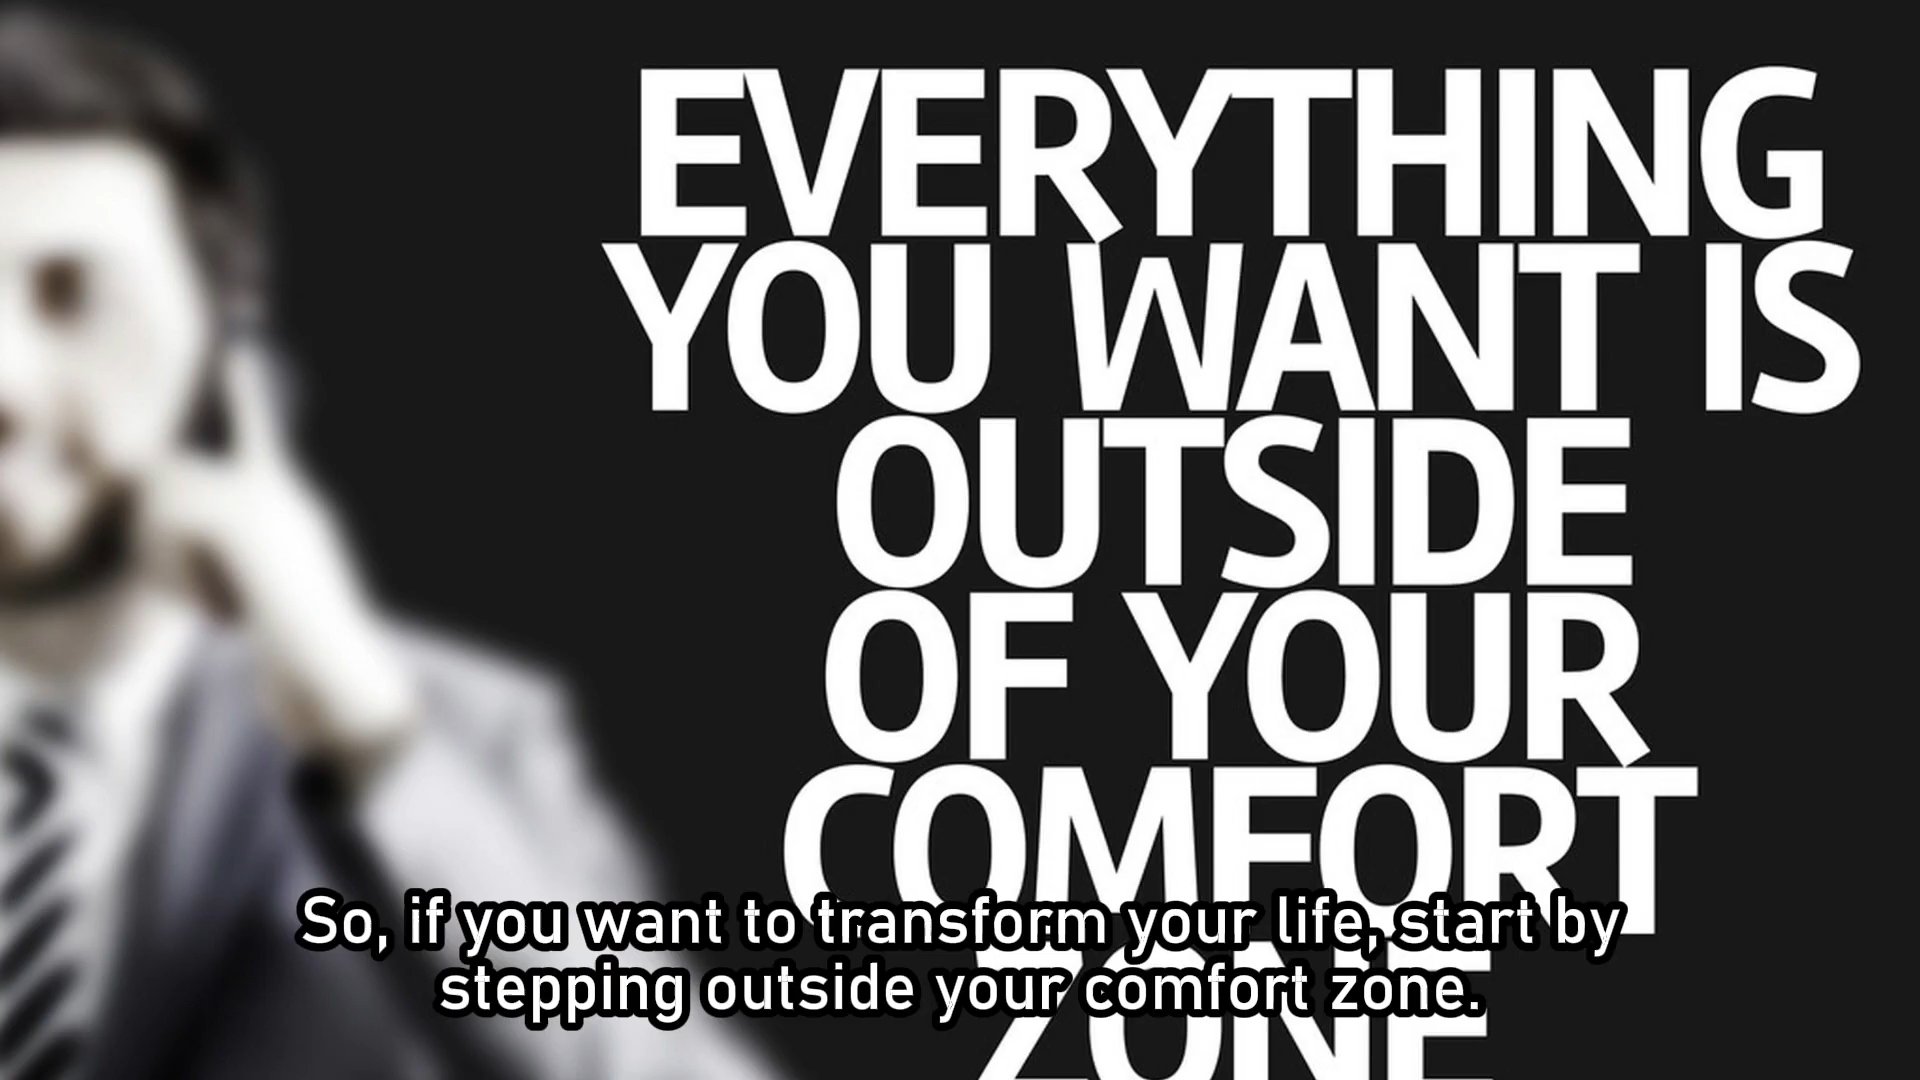 EVERYTHING
YOU WANT IS
OUTSIDE
OF YOUR
COMFORT
ZONE
So, if you want to transform your life, start by
stepping outside your comfort zone.